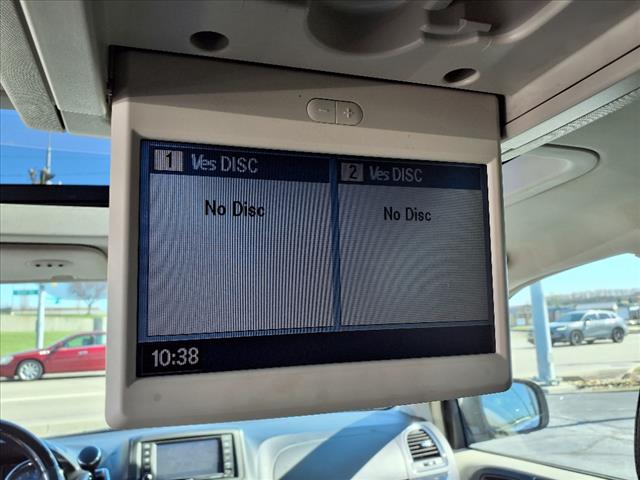 - +
1 Ves DISC
No Disc
2 Ves DISC
No Disc
10:38